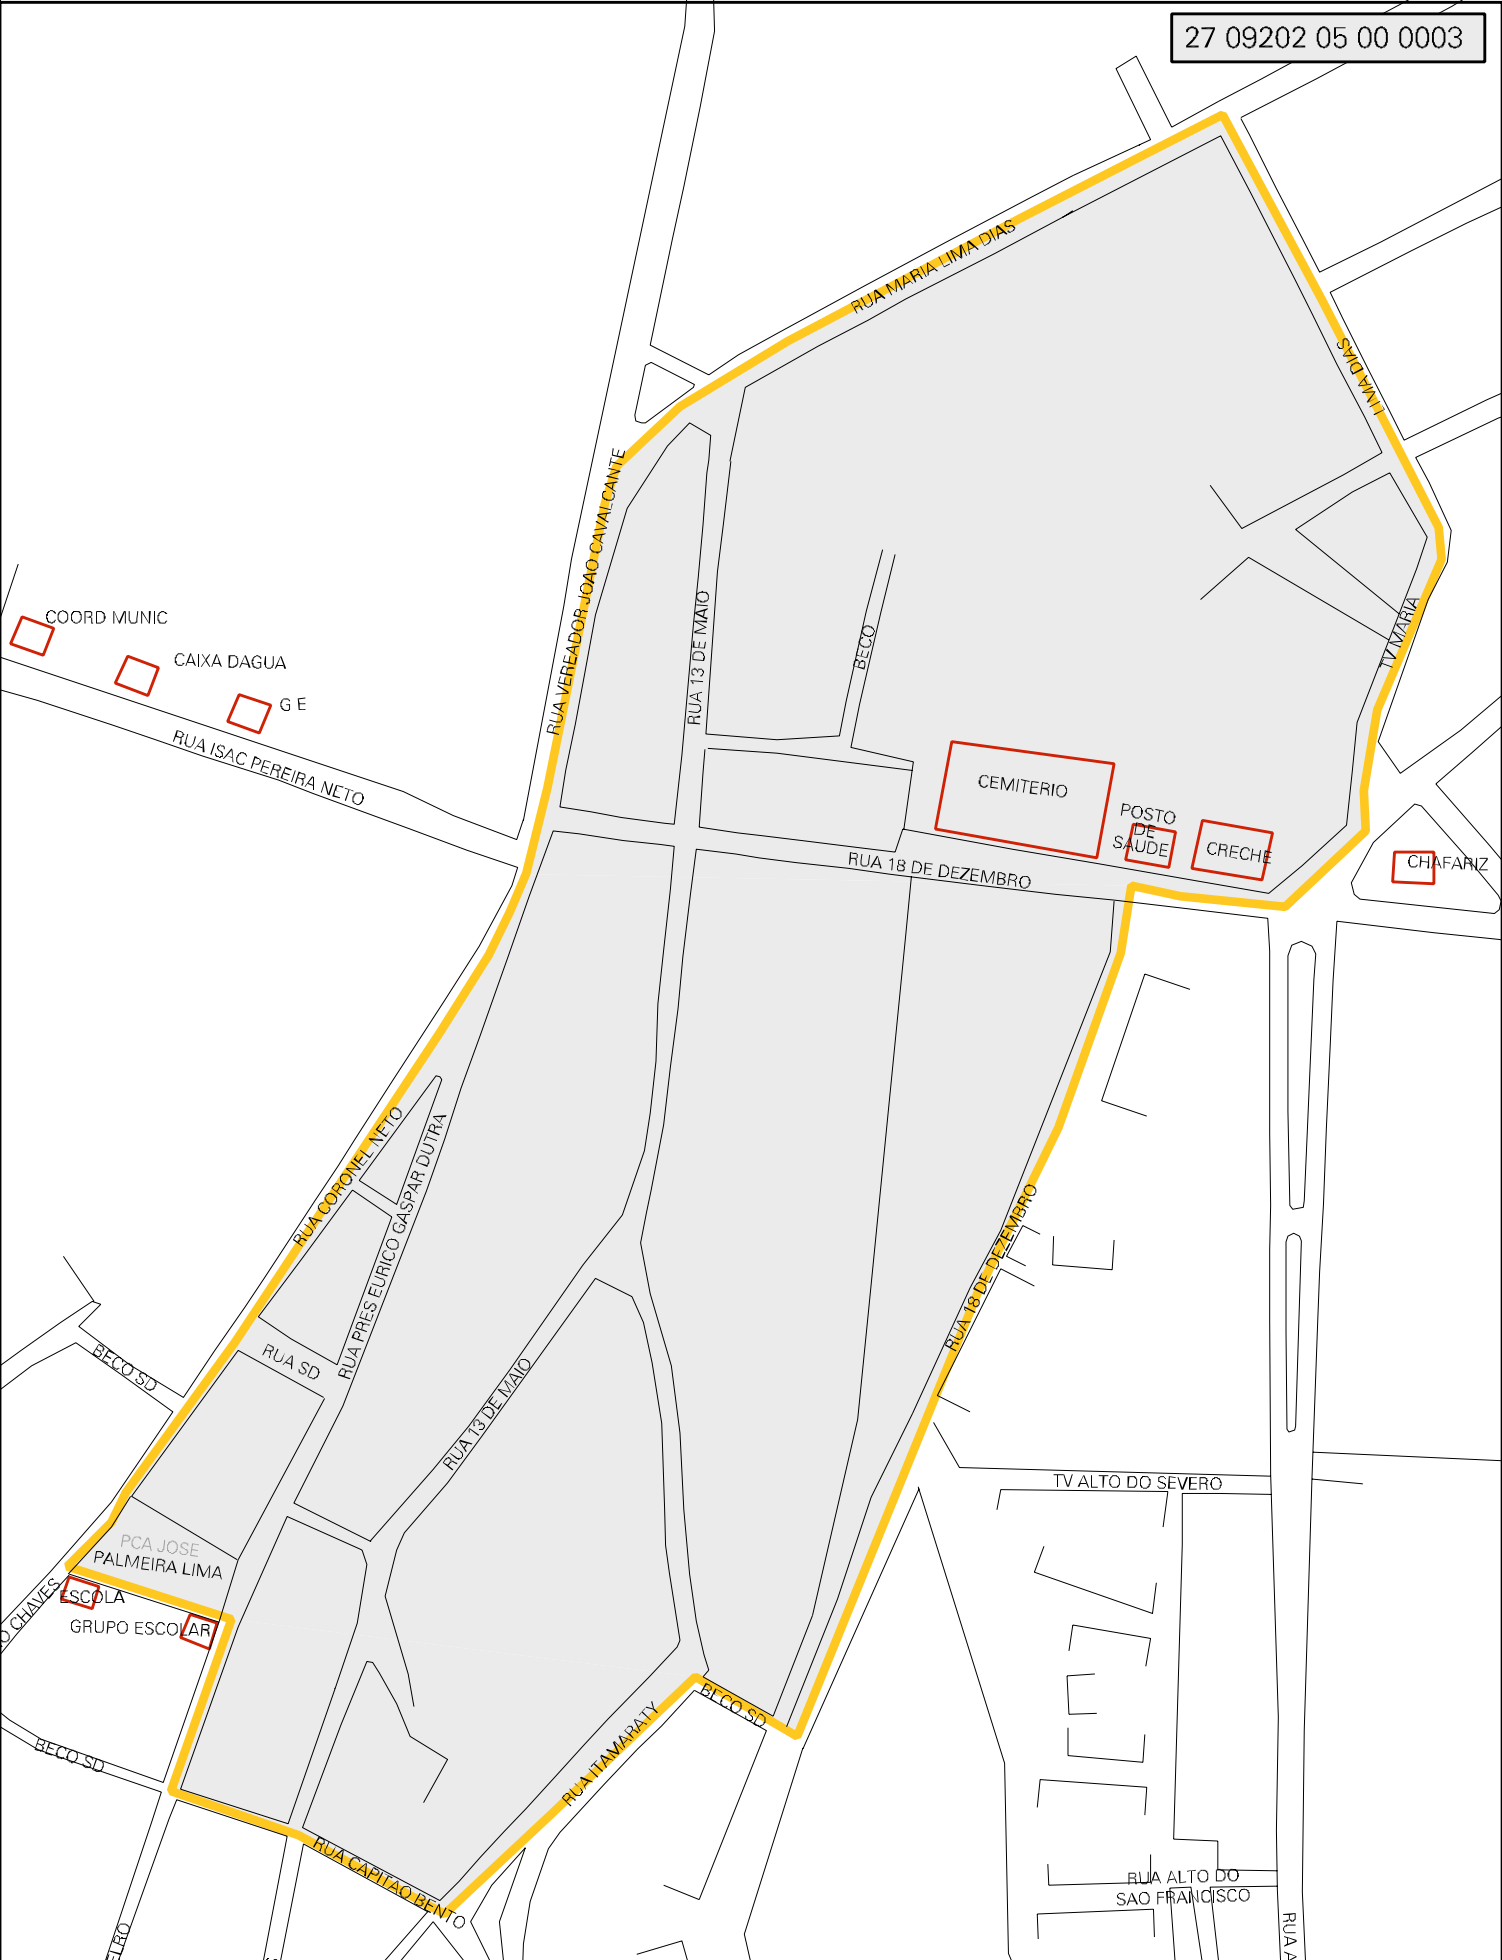 27 09202 05 00 0003
RUA MARIA LIMA DIAS
LIVIA DIAS
RUA VEREADOR JOAO CAVALCANTE
COORD MUNIC
CAIXA DAGUA
G E
RUA ISAC PEREIRA NETO
RUA 13 DE MAIO
BECO
TV MARIA
CEMITERIO
POSTO
DE
SAUDE
CRECHE
CHAFARIZ
RUA 18 DE DEZEMBRO
RUA CORONEL NETO
RUA PRES EURICO GASPAR DUTRA
RUA 18 DE DEZEMBRO
BECO SD
RUA SD
RUA 13 DE MAIO
TV ALTO DO SEVERO
PCA JOSE
PALMEIRA LIMA
ESCOLA
O CHAVES
GRUPO ESCOLAR
BECO SD
BECO SD
RUA ITAMARATY
RUA CAPITAO BENTO
RUA ALTO DO
SAO FRANCISCO
ELRO
RUA A